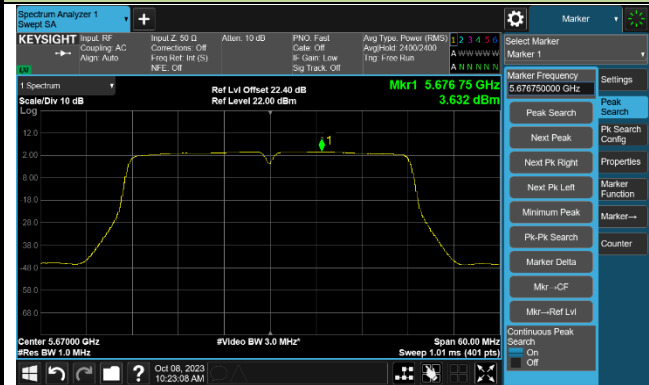 Spectrum Analyzer 1
Swept SA
Marker
KEYSIGHT
Input: RF
Coupling: AC
Align: Auto
Input Z: 50 Ω
Corrections: Off
Freq Ref: Int (S)
NFE: Off
Atten: 10 dB
PNO: Fast
Gate: Off
IF Gain: Low
Sig Track: Off
Avg Type: Power (RMS)
Avg|Hold: 2400/2400
Trig: Free Run
1 2 3 4 5 6
A W W W W W
A N N N N N
Select Marker
Marker 1
1 Spectrum
Scale/Div 10 dB
Log
Ref Lvl Offset 22.40 dB
Ref Level 22.00 dBm
Mkr1 5.676 75 GHz
3.632 dBm
1
12.0
2.00
-8.00
-18.0
-28.0
-38.0
-48.0
-58.0
-68.0
Center 5.67000 GHz
#Res BW 1.0 MHz
#Video BW 3.0 MHz*
Span 60.00 MHz
Sweep 1.01 ms (401 pts)
Marker Frequency
5.676750000 GHz
Peak Search
Next Peak
Next Pk Right
Next Pk Left
Minimum Peak
Pk-Pk Search
Marker Delta
Mkr→CF
Mkr→Ref Lvl
Continuous Peak
Search
On
Off
Settings
Peak
Search
Pk Search
Config
Properties
Marker
Function
Marker→
Counter
?
Oct 08, 2023
10:23:08 AM